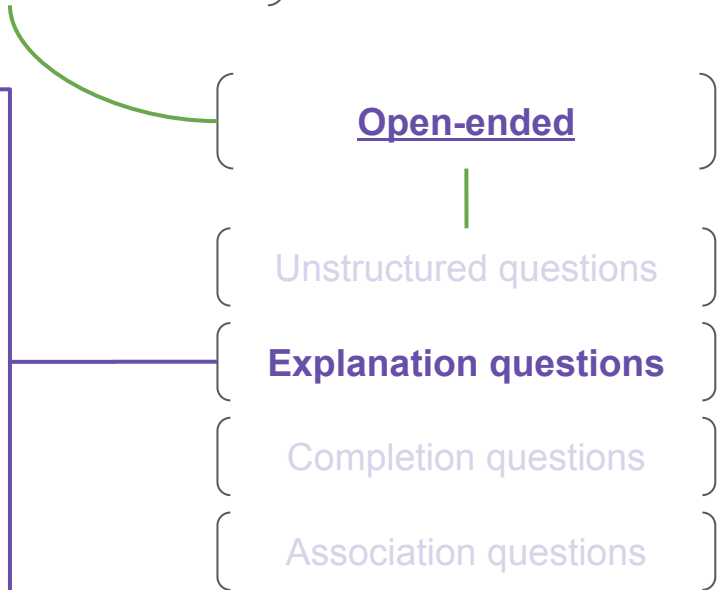 Open-ended
Unstructured questions
Explanation questions
Completion questions
Association questions